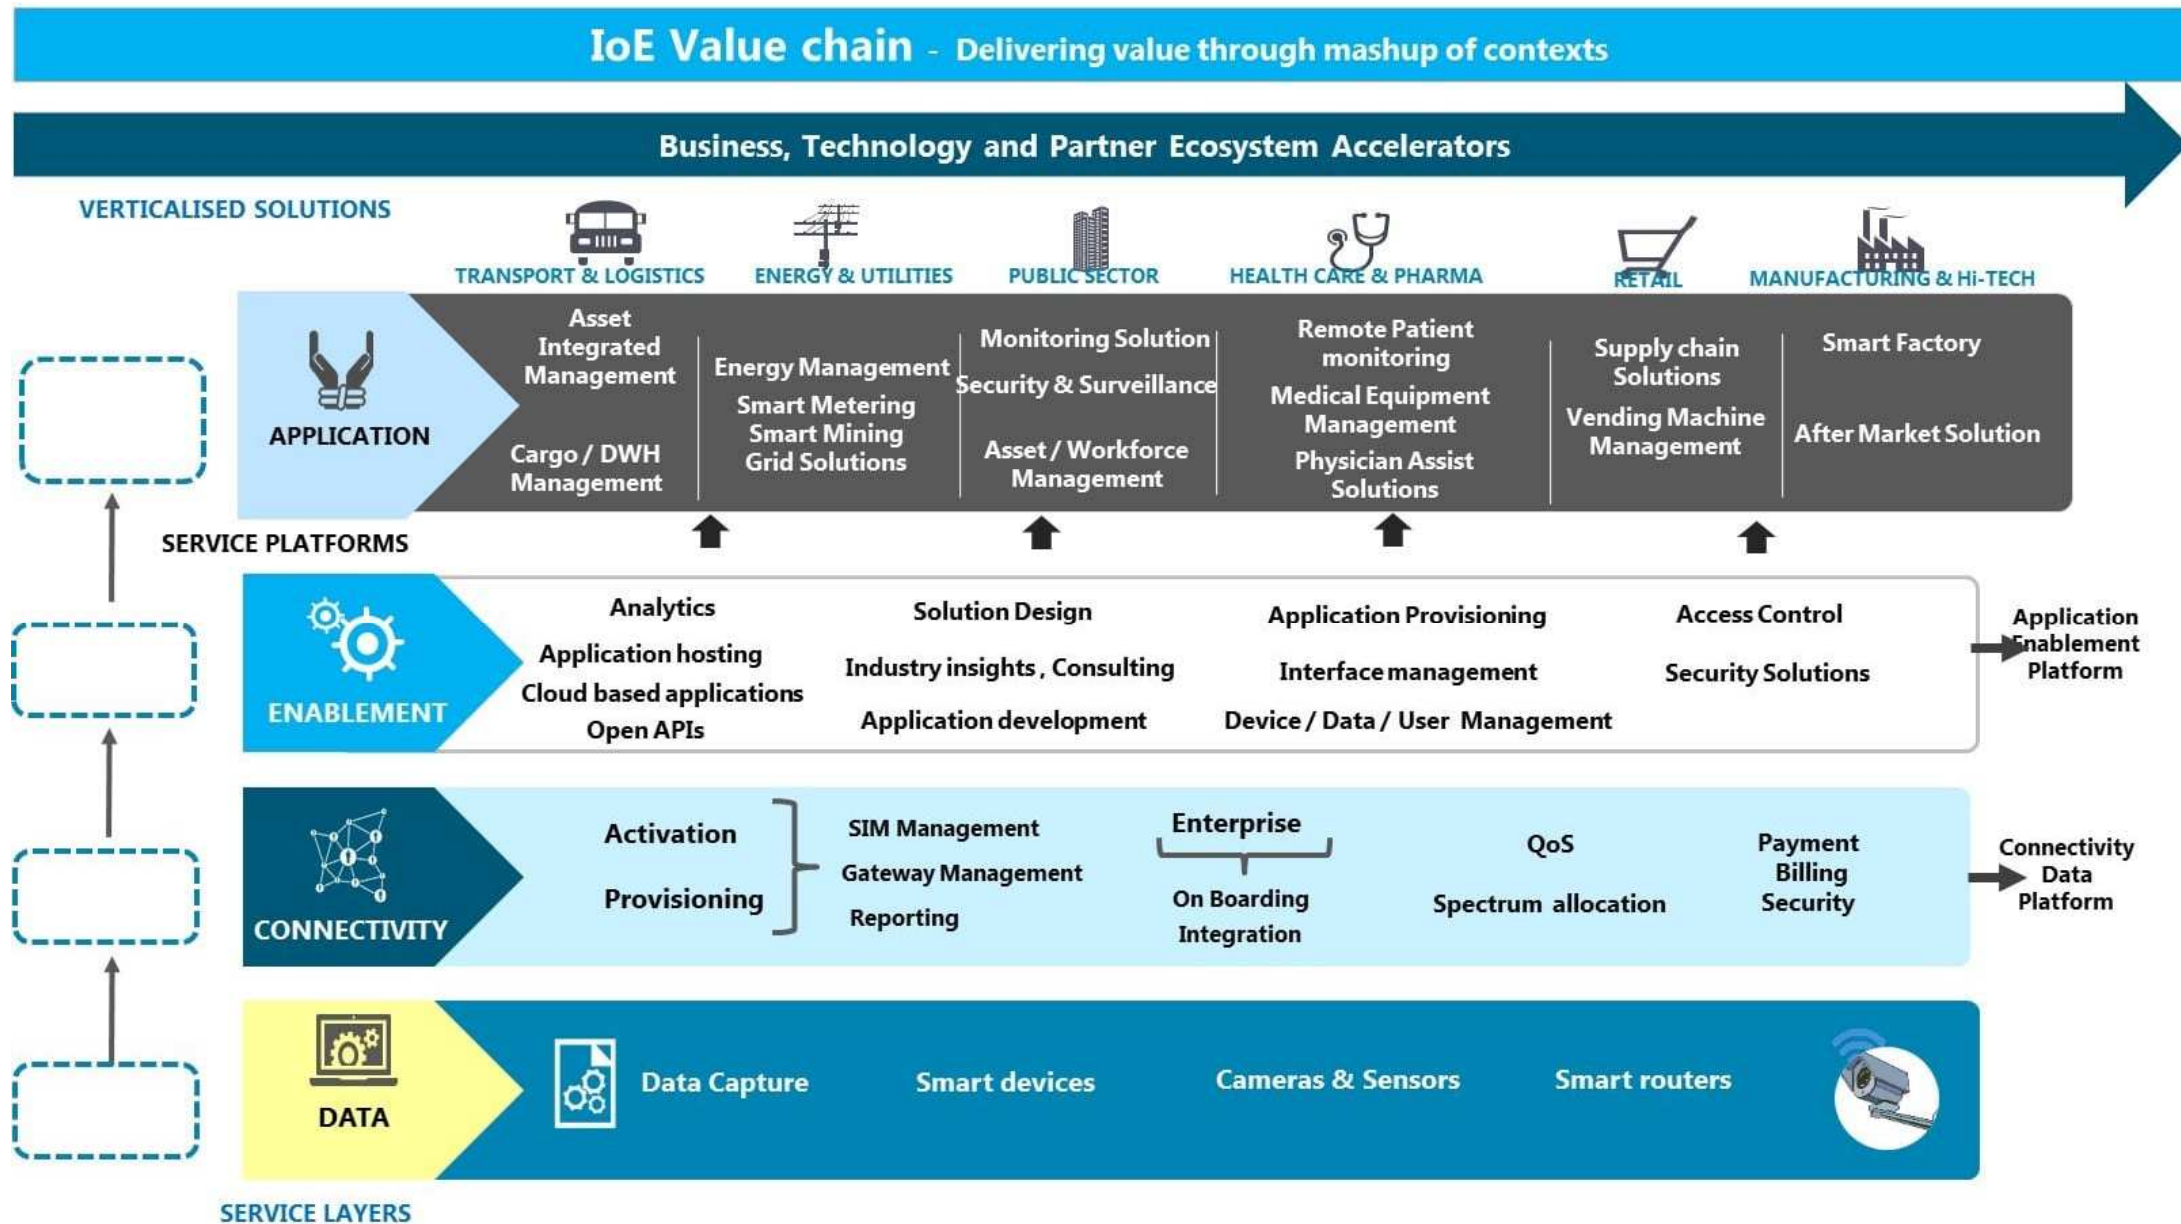 IoE Value chain - Delivering value through mashup of contexts
Business, Technology and Partner Ecosystem Accelerators
VERTICALISED SOLUTIONS
TRANSPORT & LOGISTICS
ENERGY & UTILITIES
PUBLIC SECTOR
HEALTH CARE & PHARMA
RETAIL
MANUFACTURING & Hi-TECH
APPLICATION
Asset
Integrated
Management
Cargo / DWH
Management
Energy Management
Smart Metering
Smart Mining
Grid Solutions
Monitoring Solution
Security & Surveillance
Asset / Workforce
Management
Remote Patient
monitoring
Medical Equipment
Management
Physician Assist
Solutions
Supply chain
Solutions
Vending Machine
Management
Smart Factory
After Market Solution
SERVICE PLATFORMS
ENABLEMENT
Analytics
Application hosting
Cloud based applications
Open APIs
Solution Design
Industry insights , Consulting
Application development
Application Provisioning
Interface management
Device / Data / User Management
Access Control
Security Solutions
Application
Enablement
Platform
CONNECTIVITY
Activation
Provisioning
SIM Management
Gateway Management
Reporting
Enterprise
On Boarding
Integration
QoS
Spectrum allocation
Payment
Billing
Security
Connectivity
Data
Platform
DATA
Data Capture
Smart devices
Cameras & Sensors
Smart routers
SERVICE LAYERS